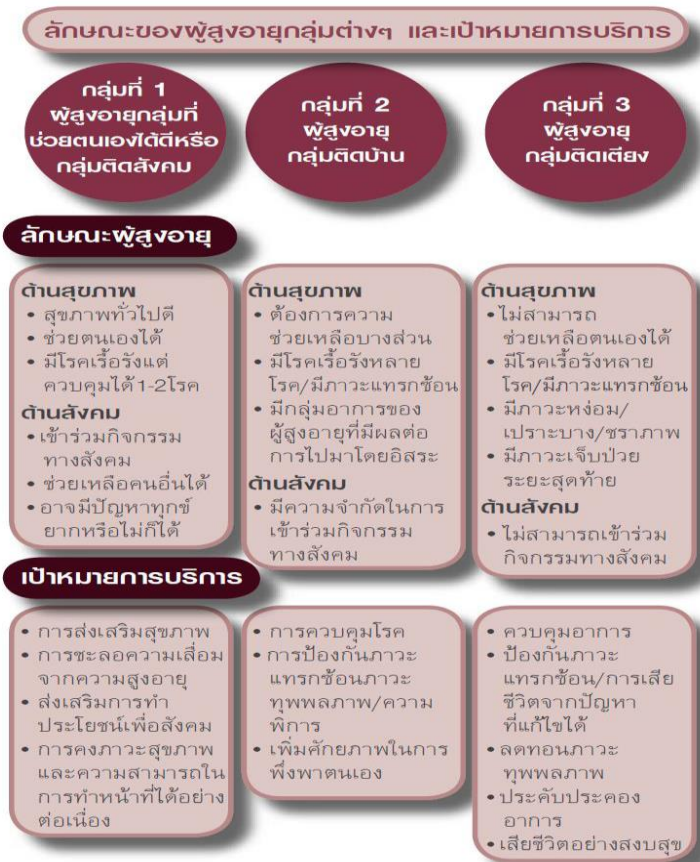 ลักษณะของผู้สูงอายุกลุ่มต่างๆ และเป้าหมายการบริการ
กลุ่มที่ 1
ผู้สูงอายุกลุ่มที่
ช่วยตนเองได้ดีหรือ
กลุ่มติดสังคม
กลุ่มที่ 2
ผู้สูงอายุ
กลุ่มติดบ้าน
กลุ่มที่ 3
ผู้สูงอายุ
กลุ่มติดเตียง
ลักษณะผู้สูงอายุ
ด้านสุขภาพ
• สุขภาพทั่วไปดี
• ช่วยตนเองได้
• มีโรคเรื้อรังแต่
ควบคุมได้1-2โรค
ด้านสังคม
• เข้าร่วมกิจกรรม
ทางสังคม
• ช่วยเหลือคนอื่นได้
• อาจมีปัญหาทุกข์
ยากหรือไม่ก็ได้
ด้านสุขภาพ
• ต้องการความ
ช่วยเหลือบางส่วน
• มีโรคเรื้อรังหลาย
โรค/มีภาวะแทรกซ้อน
• มีกลุ่มอาการของ
ผู้สูงอายุที่มีผลต่อ
การไปมาโดยอิสระ
ด้านสังคม
• มีความจำกัดในการ
เข้าร่วมกิจกรรม
ทางสังคม
ด้านสุขภาพ
• ไม่สามารถ
ช่วยเหลือตนเองได้
• มีโรคเรื้อรังหลาย
โรค/มีภาวะแทรกซ้อน
• มีภาวะหง่อม/
เปราะบาง/ชราภาพ
• มีภาวะเจ็บป่วย
ระยะสุดท้าย
ด้านสังคม
• ไม่สามารถเข้าร่วม
กิจกรรมทางสังคม
เป้าหมายการบริการ
• การส่งเสริมสุขภาพ
• การชะลอความเสื่อม
จากความสูงอายุ
• ส่งเสริมการทำ
ประโยชน์เพื่อสังคม
• การคงภาวะสุขภาพ
และความสามารถใน
การทำหน้าที่ได้อย่าง
ต่อเนื่อง
• การควบคุมโรค
• การป้องกันภาวะ
แทรกซ้อนภาวะ
ทุพพลภาพ/ความ
พิการ
• เพิ่มศักยภาพในการ
พึ่งพาตนเอง
• ควบคุมอาการ
• ป้องกันภาวะ
แทรกซ้อน/การเสีย
ชีวิตจากปัญหา
ที่แก้ไขได้
• ลดทอนภาวะ
ทุพพลภาพ
• ประคับประคอง
อาการ
• เสียชีวิตอย่างสงบสุข